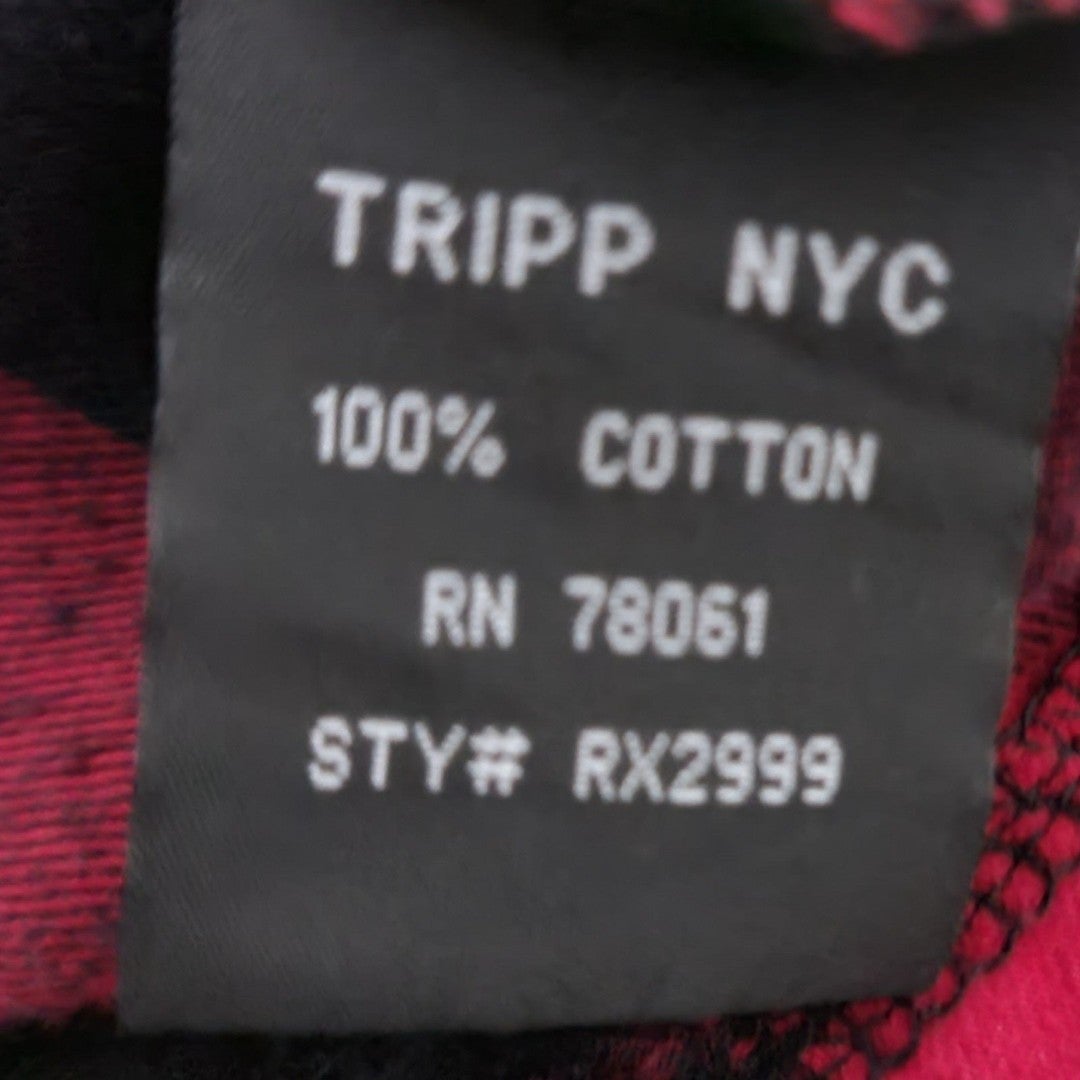 TRIPP NYC
100% COTTON
RN 78061
STY# RX2999